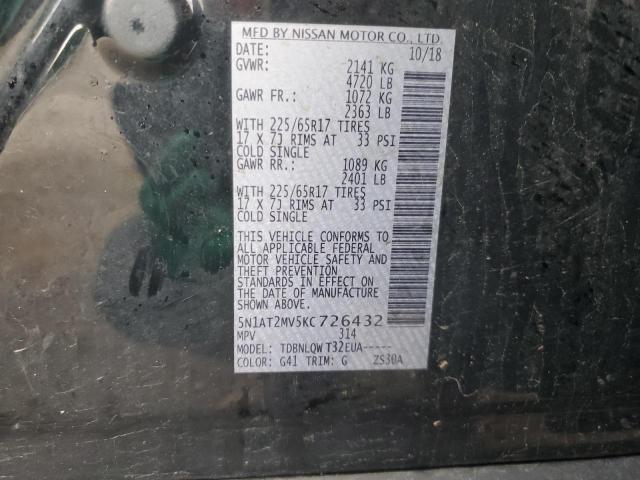 MFD BY NISSAN MOTOR CO., LTD.
DATE: 10/18
GVWR: 2141 KG
4720 LB
GAWR FR.: 1072 KG
2363 LB
WITH 225/65R17 TIRES
17 X 7J RIMS AT 33 PSI
COLD SINGLE
GAWR RR.: 1089 KG
2401 LB
WITH 225/65R17 TIRES
17 X 7J RIMS AT 33 PSI
COLD SINGLE
THIS VEHICLE CONFORMS TO
ALL APPLICABLE FEDERAL
MOTOR VEHICLE SAFETY AND
THEFT PREVENTION
STANDARDS IN EFFECT ON
THE DATE OF MANUFACTURE
SHOWN ABOVE.
5N1AT2MV5KC726432
MPV 314
MODEL: TDBNLQW T32EUA-----
COLOR: G41 TRIM: G ZS30A